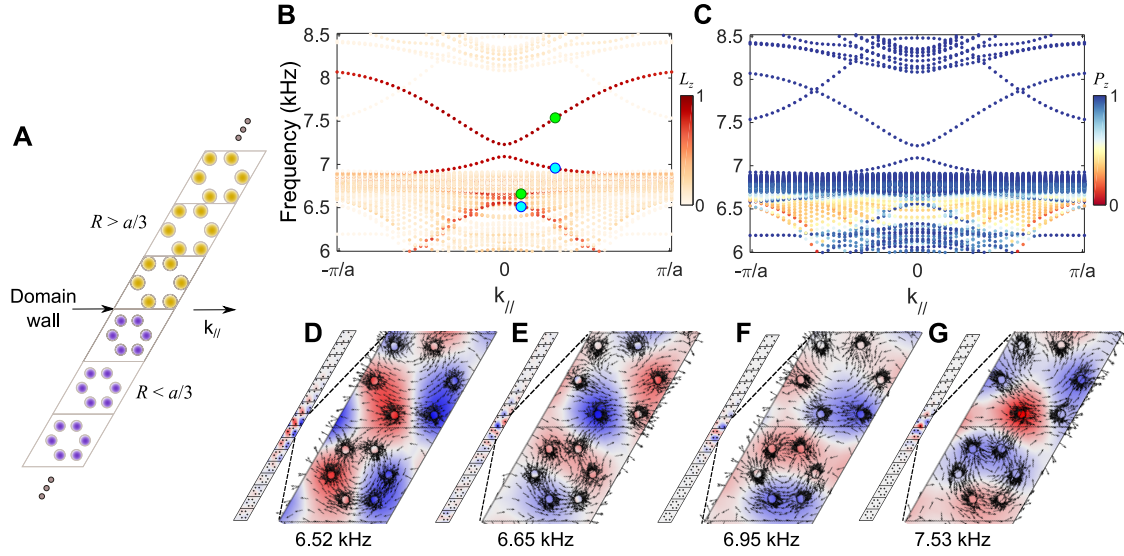 A
R > a/3
Domain
wall
k//
R < a/3
B
Frequency (kHz)
8.5
8
7.5
7
6.5
6
-π/a
0
π/a
k//
Lz
1
0
C
8.5
8
7.5
7
6.5
6
-π/a
0
π/a
k//
Pz
1
0
D
E
F
G
6.52 kHz
6.65 kHz
6.95 kHz
7.53 kHz